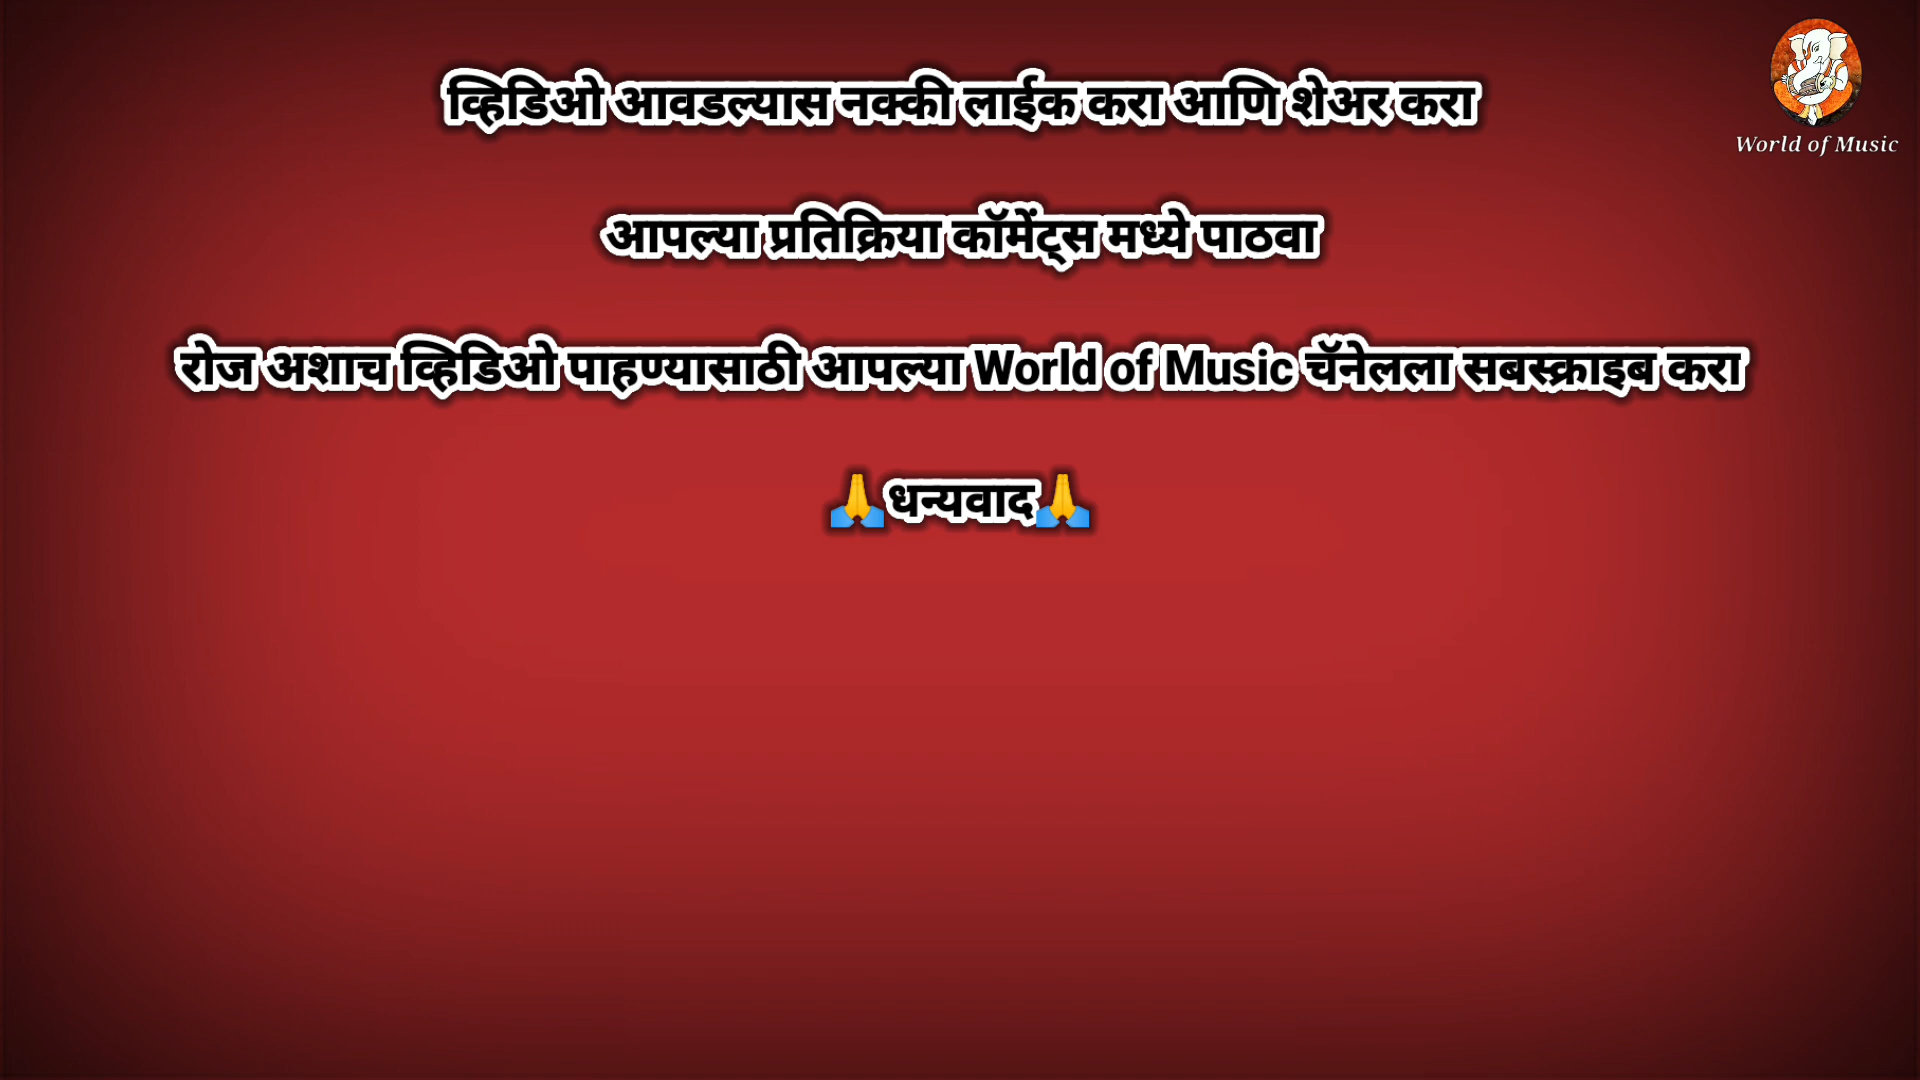 व्हिडिओ आवडल्यास नक्की लाईक करा आणि शेअर करा
World of Music
आपल्या प्रतिक्रिया कॉमेंट्स मध्ये पाठवा
रोज अशाच व्हिडिओ पाहण्यासाठी आपल्या World of Music चॅनेलला सबस्क्राइब करा
🙏धन्यवाद🙏